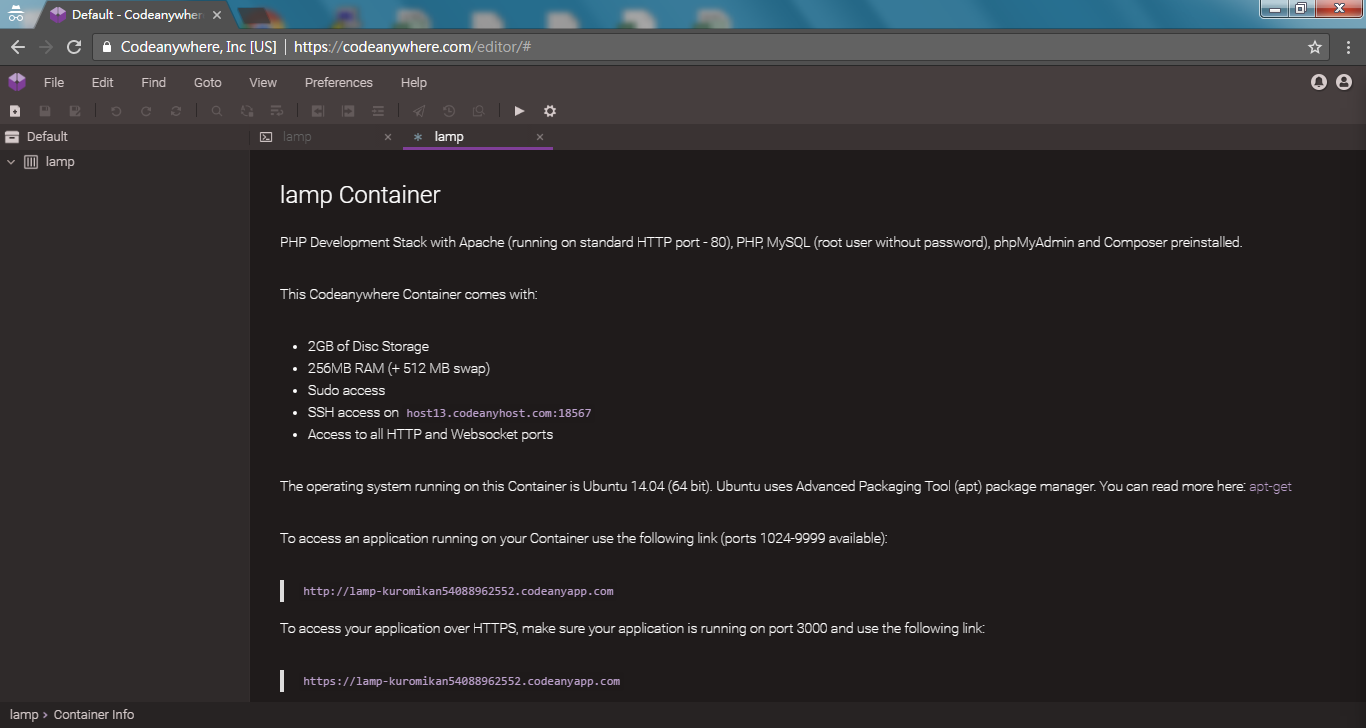 Default - Codeanywher
Codeanywhere, Inc [US] | https://codeanywhere.com/editor/#
File Edit Find Goto View Preferences Help
Default
lamp
lamp
lamp
lamp Container
PHP Development Stack with Apache (running on standard HTTP port - 80), PHP, MySQL (root user without password), phpMyAdmin and Composer preinstalled.
This Codeanywhere Container comes with:
• 2GB of Disc Storage
• 256MB RAM (+ 512 MB swap)
• Sudo access
• SSH access on host13.codeanyhost.com:18567
• Access to all HTTP and Websocket ports
The operating system running on this Container is Ubuntu 14.04 (64 bit). Ubuntu uses Advanced Packaging Tool (apt) package manager. You can read more here: apt-get
To access an application running on your Container use the following link (ports 1024-9999 available):
http://lamp-kuromikan54088962552.codeanyapp.com
To access your application over HTTPS, make sure your application is running on port 3000 and use the following link:
https://lamp-kuromikan54088962552.codeanyapp.com
lamp > Container Info